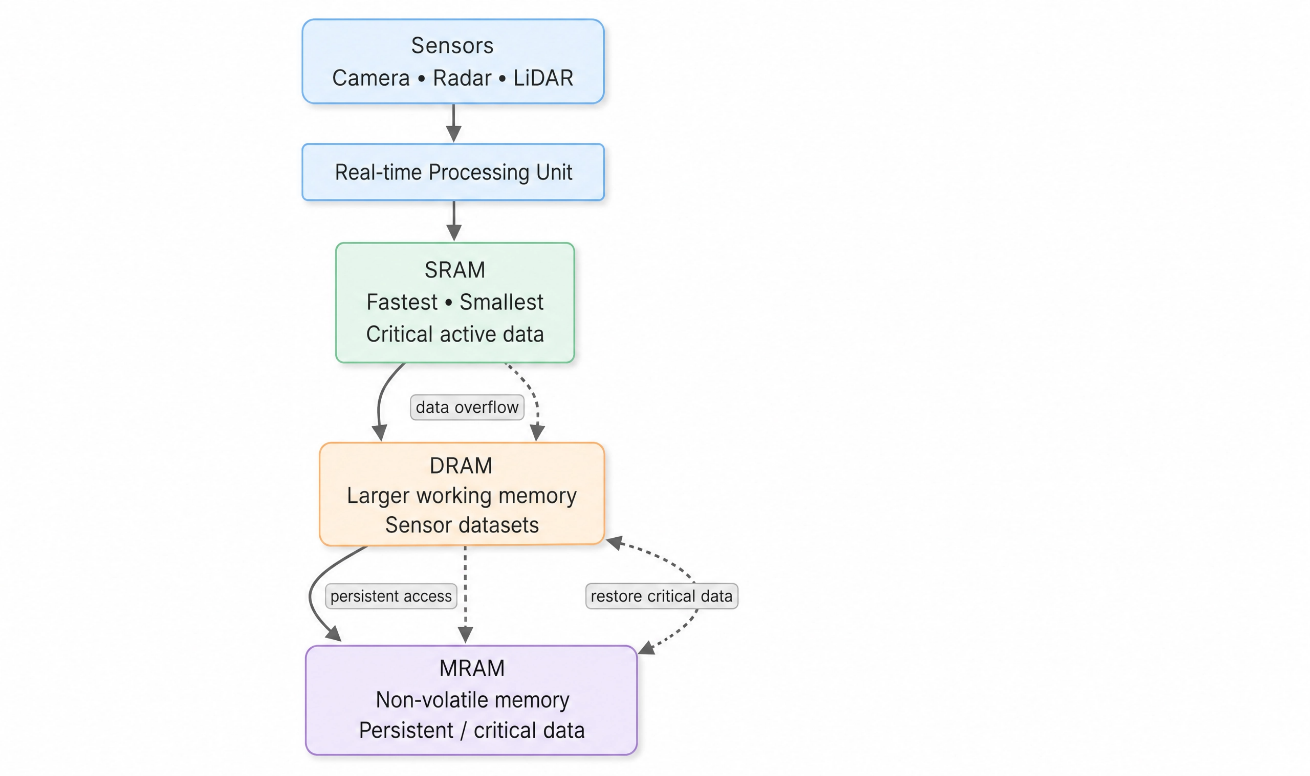 Sensors
Camera • Radar • LiDAR
Real-time Processing Unit
SRAM
Fastest • Smallest
Critical active data
data overflow
DRAM
Larger working memory
Sensor datasets
persistent access
restore critical data
MRAM
Non-volatile memory
Persistent / critical data